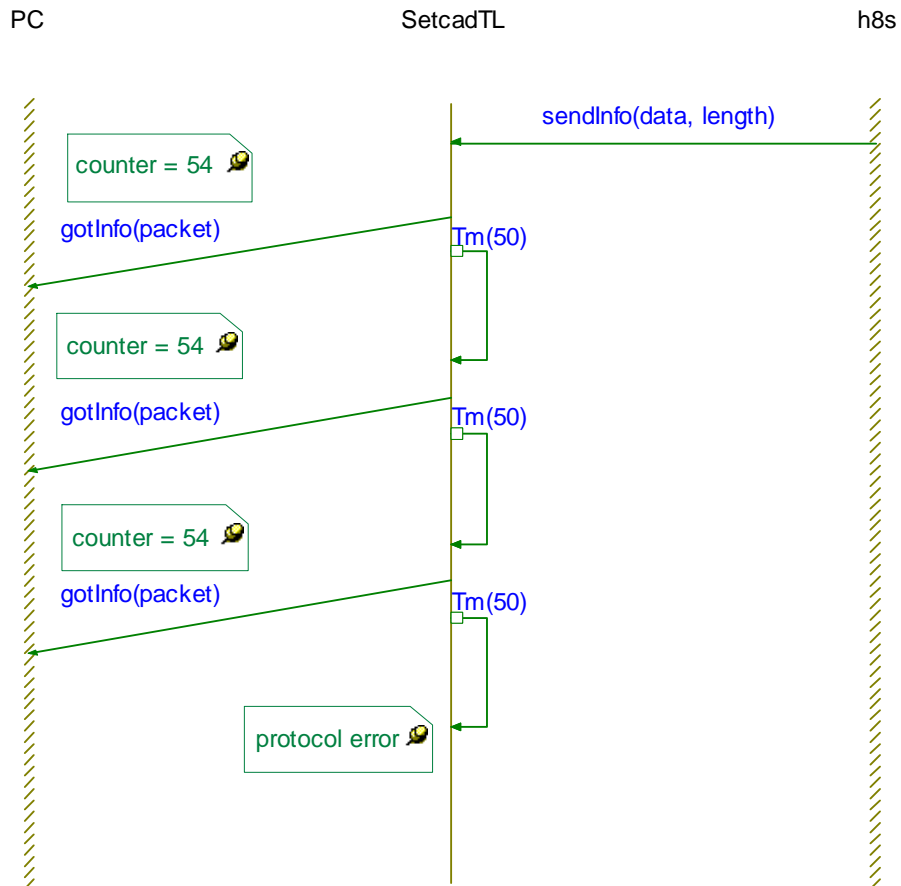 PC
SetcadTL
h8s
sendInfo(data, length)
counter = 54
gotInfo(packet)
Tm(50)
counter = 54
gotInfo(packet)
Tm(50)
counter = 54
gotInfo(packet)
Tm(50)
protocol error